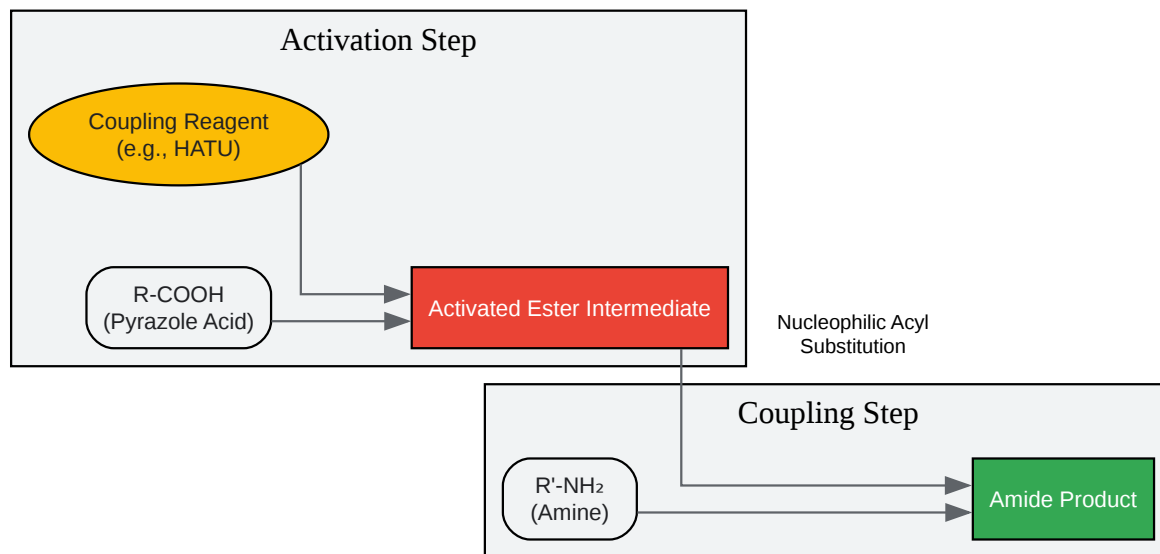 Activation Step
Coupling Reagent
(e.g., HATU)
R-COOH
(Pyrazole Acid)
Activated Ester Intermediate
Nucleophilic Acyl
Substitution
Coupling Step
R'-NH₂
(Amine)
Amide Product